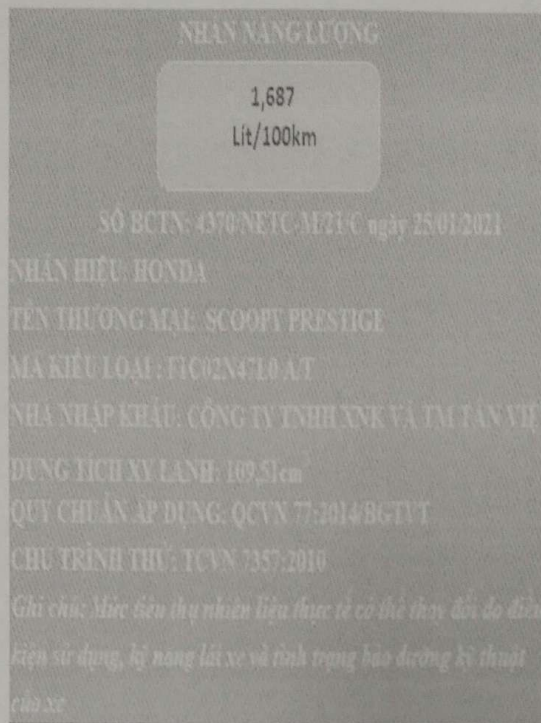 NHÃN NĂNG LƯỢNG
1,687
Lít/100km
SỐ BCTN: 4370/NETC-M/21/C ngày 25/01/2021
NHÃN HIỆU: HONDA
TÊN THƯƠNG MẠI: SCOOPY PRESTIGE
MÃ KIỂU LOẠI: F1C02N47L0 A/T
NHÀ NHẬP KHẨU: CÔNG TY TNHH XNK VÀ TM TÂN VIỆ
DUNG TÍCH XY LANH: 109,51cm
QUY CHUẨN ÁP DỤNG: QCVN 77:2014/BGTVT
CHU TRÌNH THỬ: TCVN 7357:2010
Ghi chú: Mức tiêu thụ nhiên liệu thực tế có thể thay đổi do điều
kiện sử dụng, kỹ năng lái xe và tình trạng bảo dưỡng kỹ thuật
của xe